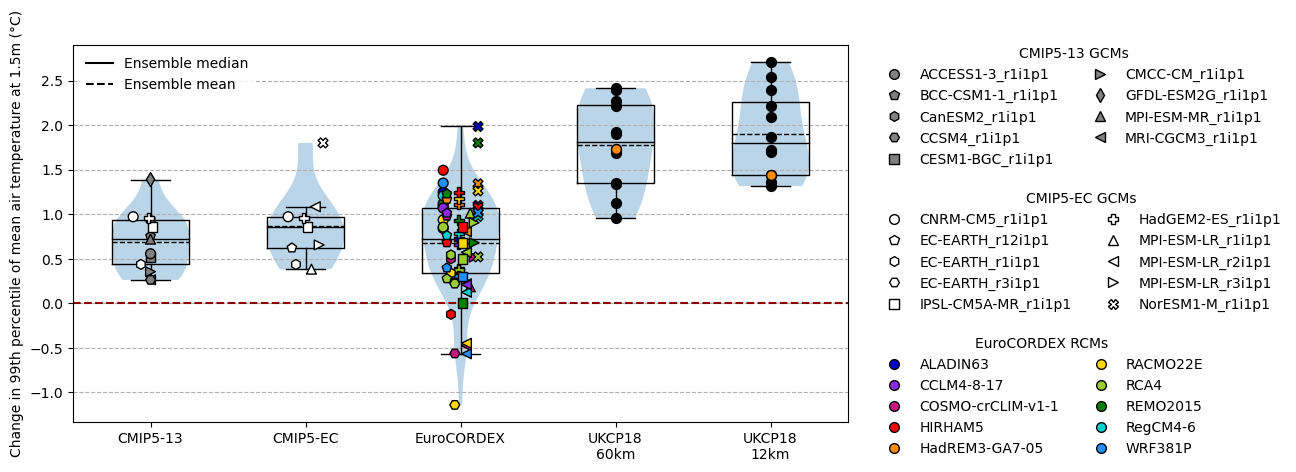 Change in 99th percentile of mean air temperature at 1.5m (°C)
Ensemble median
Ensemble mean
2.5
2.0
1.5
1.0
0.5
0.0
−0.5
−1.0
CMIP5-13
CMIP5-EC
EuroCORDEX
UKCP18
60km
UKCP18
12km
CMIP5-13 GCMs
ACCESS1-3_r1i1p1
BCC-CSM1-1_r1i1p1
CanESM2_r1i1p1
CCSM4_r1i1p1
CESM1-BGC_r1i1p1
CMCC-CM_r1i1p1
GFDL-ESM2G_r1i1p1
MPI-ESM-MR_r1i1p1
MRI-CGCM3_r1i1p1
CMIP5-EC GCMs
CNRM-CM5_r1i1p1
EC-EARTH_r12i1p1
EC-EARTH_r1i1p1
EC-EARTH_r3i1p1
IPSL-CM5A-MR_r1i1p1
HadGEM2-ES_r1i1p1
MPI-ESM-LR_r1i1p1
MPI-ESM-LR_r2i1p1
MPI-ESM-LR_r3i1p1
NorESM1-M_r1i1p1
EuroCORDEX RCMs
ALADIN63
CCLM4-8-17
COSMO-crCLIM-v1-1
HIRHAM5
HadREM3-GA7-05
RACMO22E
RCA4
REMO2015
RegCM4-6
WRF381P